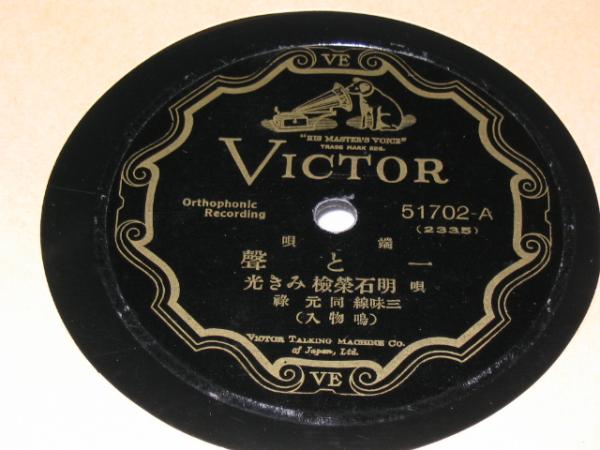 VE
"HIS MASTER'S VOICE"
TRADE MARK REG.
VICTOR
Orthophonic
Recording
51702-A
(2335)
端唄
一と聲
唄 明石榮檢 みき光
三味線 同 元祿
(鳴物入)
VICTOR TALKING MACHINE CO.
of Japan, Ltd.
VE